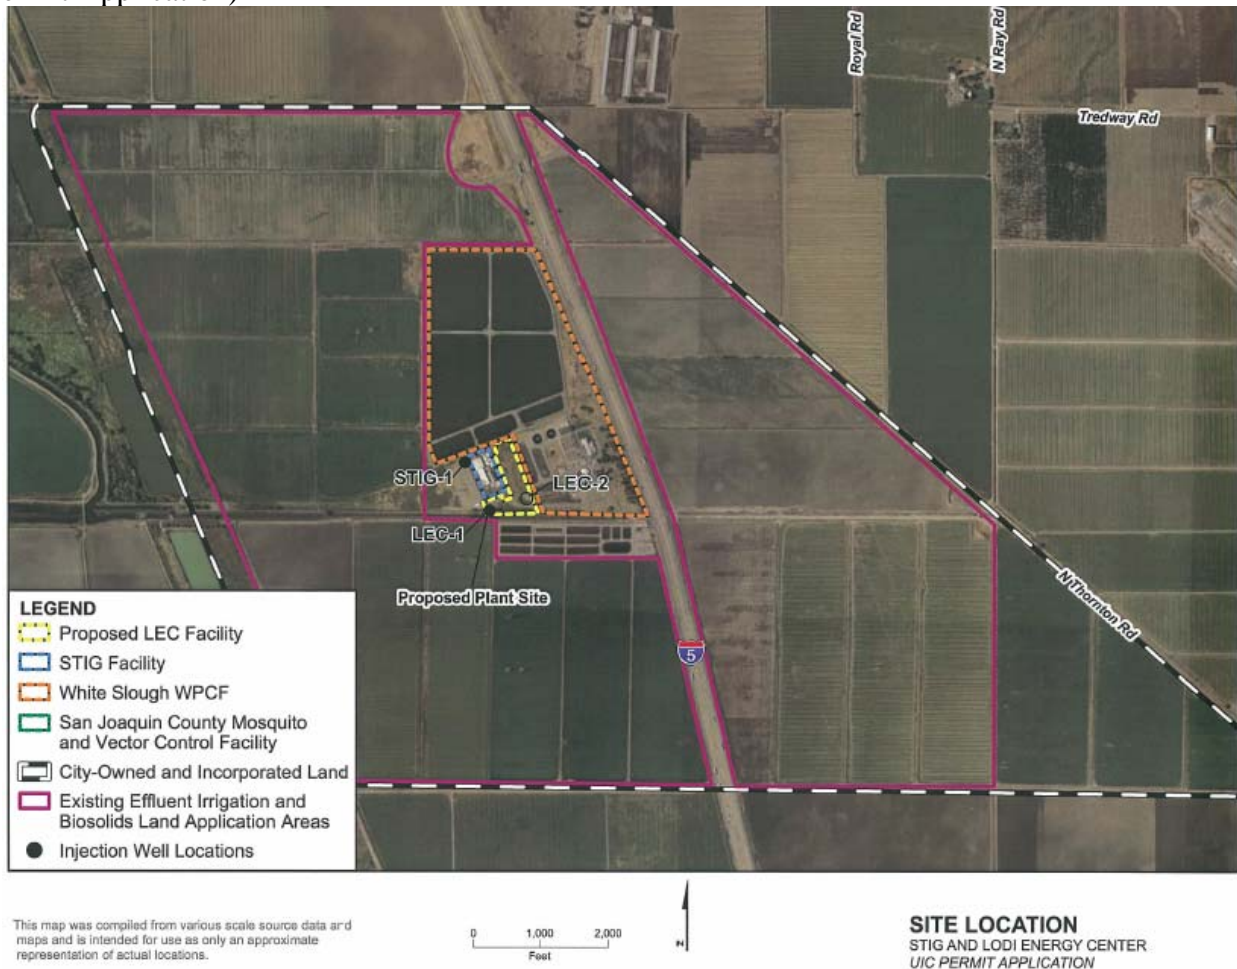 Application,
Royal Rd
N Ray Rd
Tredway Rd
STIG-1
LEC-2
LEC-1
Proposed Plant Site
N Thornton Rd
5
LEGEND
Proposed LEC Facility
STIG Facility
White Slough WPCF
San Joaquin County Mosquito
and Vector Control Facility
City-Owned and Incorporated Land
Existing Effluent Irrigation and
Biosolids Land Application Areas
Injection Well Locations
This map was compiled from various scale source data and
maps and is intended for use as only an approximate
representation of actual locations.
0 1,000 2,000
Feet
N
SITE LOCATION
STIG AND LODI ENERGY CENTER
UIC PERMIT APPLICATION